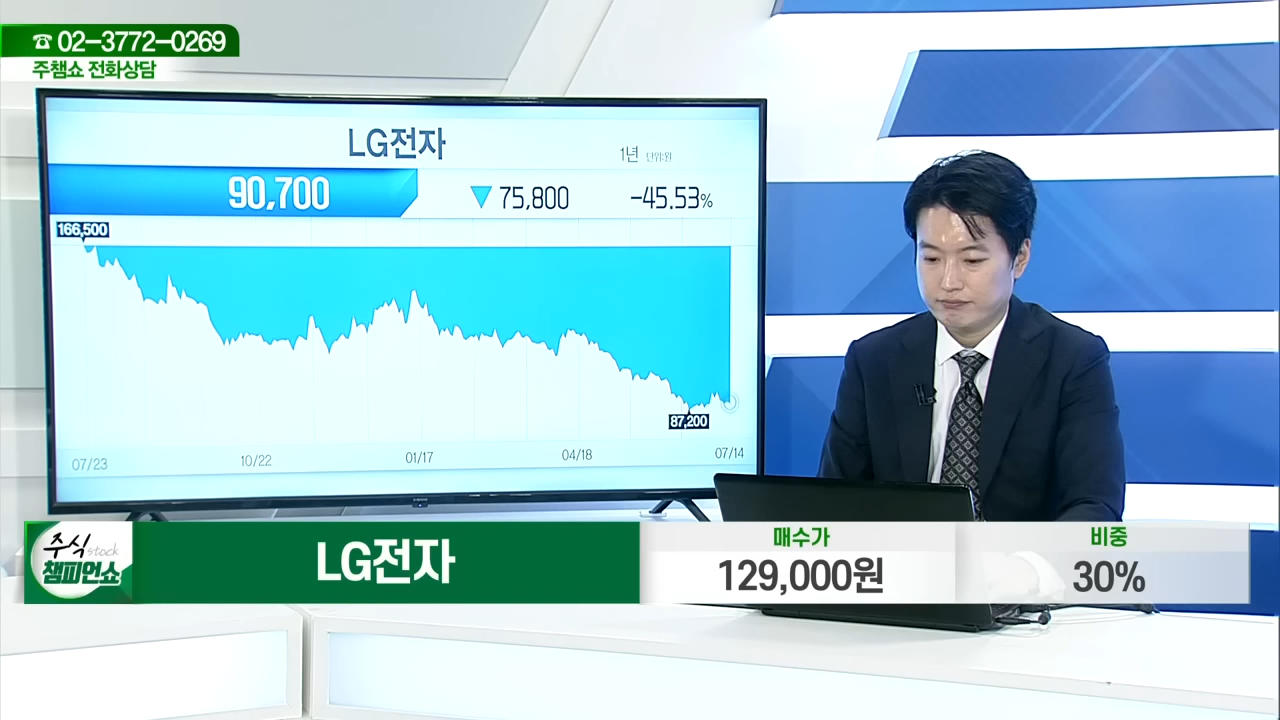 ☎ 02-3772-0269
주챔쇼 전화상담
LG전자
1년 단위:원
90,700 ▼ 75,800 -45.53%
166,500
87,200
07/23 10/22 01/17 04/18 07/14
주식 stock
챔피언쇼
LG전자
매수가 비중
129,000원 30%